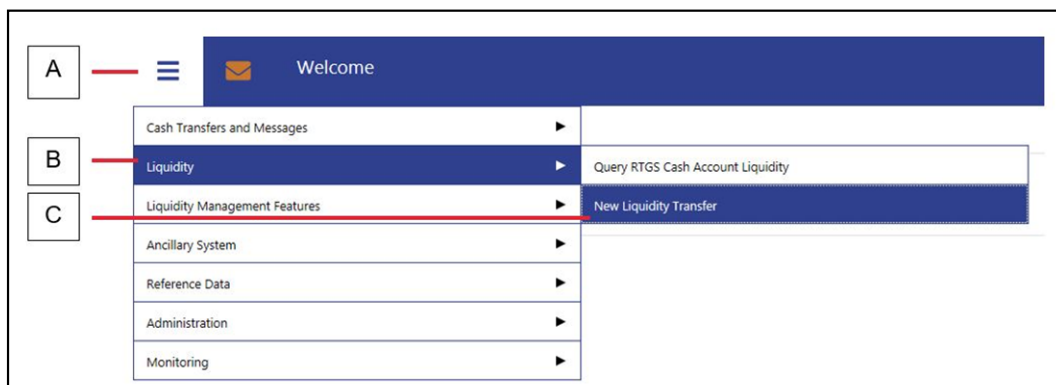 A
Welcome
Cash Transfers and Messages
B
Liquidity
Query RTGS Cash Account Liquidity
C
Liquidity Management Features
New Liquidity Transfer
Ancillary System
Reference Data
Administration
Monitoring